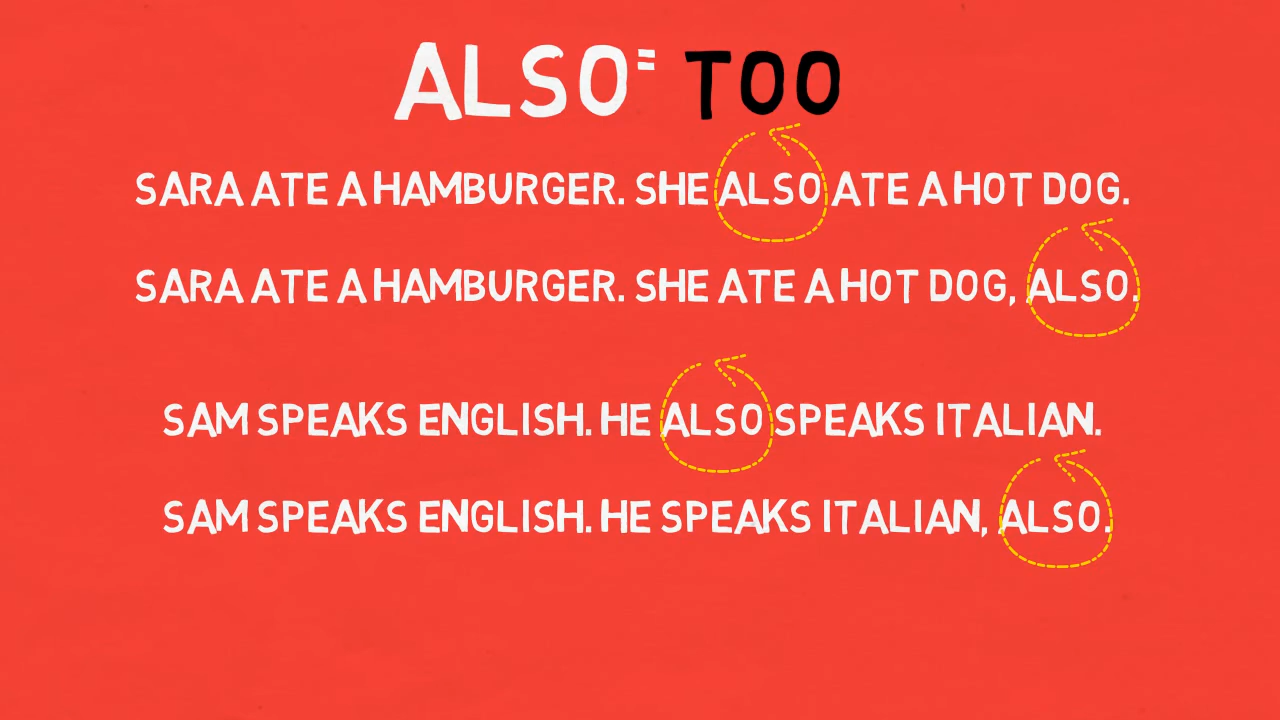 ALSO= TOO
SARA ATE A HAMBURGER. SHE ALSO ATE A HOT DOG.
SARA ATE A HAMBURGER. SHE ATE A HOT DOG, ALSO.
SAM SPEAKS ENGLISH. HE ALSO SPEAKS ITALIAN.
SAM SPEAKS ENGLISH. HE SPEAKS ITALIAN, ALSO.